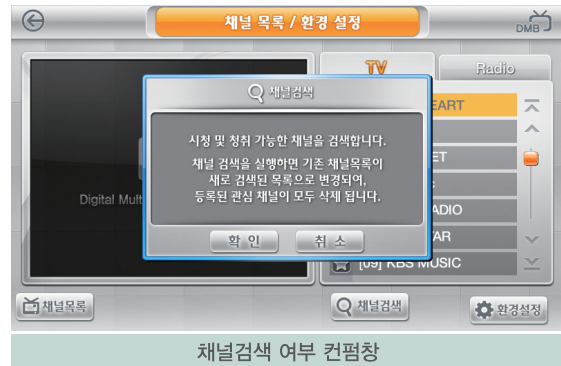 채널 목록 / 환경 설정
DMB
TV
Radio
채널검색
시청 및 청취 가능한 채널을 검색합니다.
채널 검색을 실행하면 기존 채널목록이
새로 검색된 목록으로 변경되어,
등록된 관심 채널이 모두 삭제 됩니다.
확 인
취 소
Digital Mult
EART
ET
ADIO
AR
[09] KBS MUSIC
채널목록
채널검색
환경설정
채널검색 여부 컨펌창